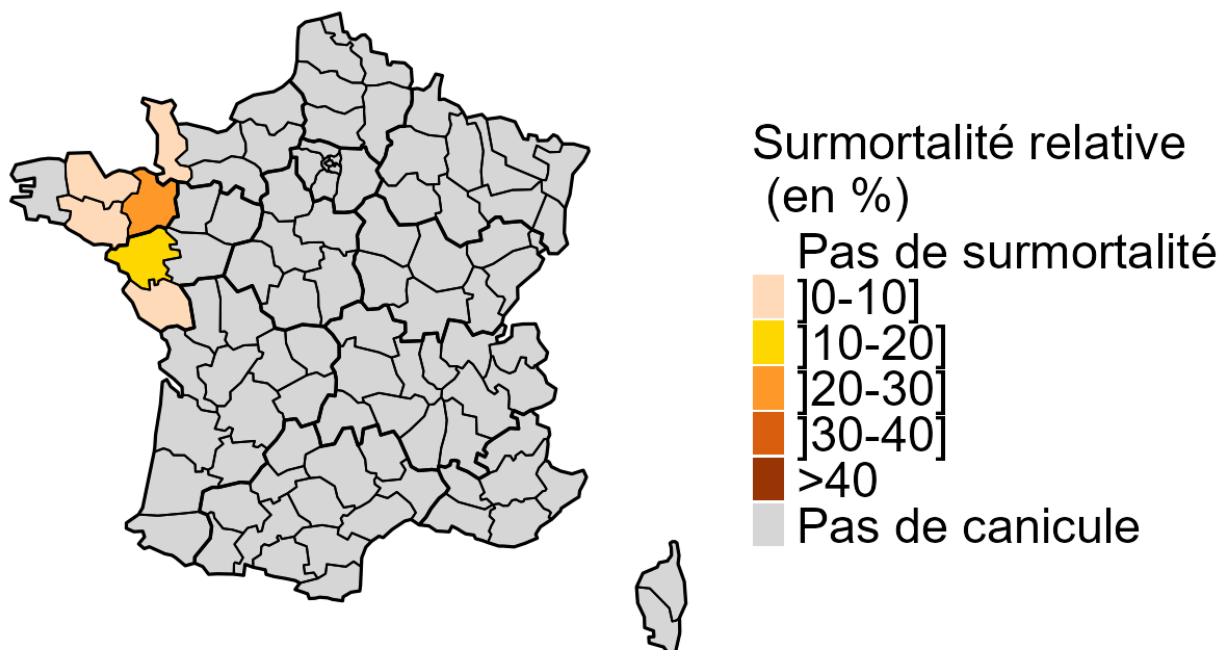 Surmortalité relative
(en %)
Pas de surmortalité
]0-10]
]10-20]
]20-30]
]30-40]
>40
Pas de canicule